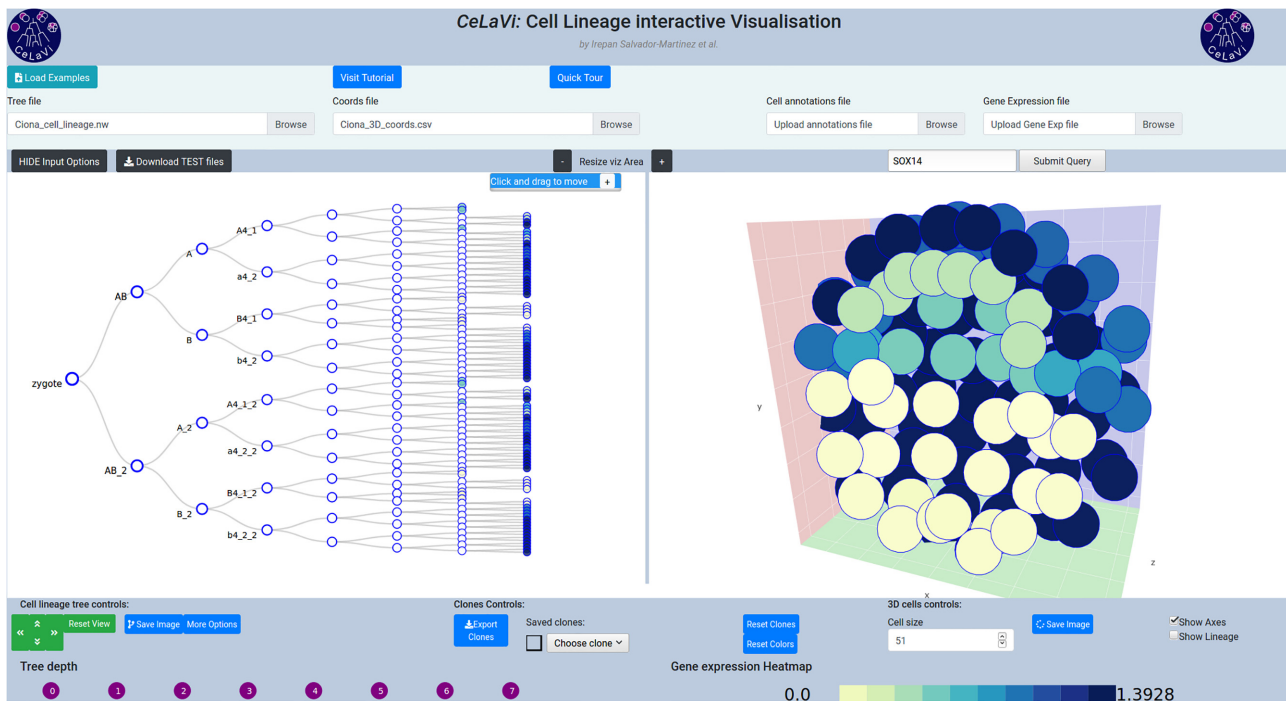 CeLaVi: Cell Lineage interactive Visualisation
by Irepan Salvador-Martinez et al.
CeLaVi
CeLaVi
Load Examples
Visit Tutorial
Quick Tour
Tree file
Coords file
Cell annotations file
Gene Expression file
Ciona_cell_lineage.nw Browse
Ciona_3D_coords.csv Browse
Upload annotations file Browse
Upload Gene Exp file Browse
HIDE Input Options
Download TEST files
- Resize viz Area +
SOX14
Submit Query
Click and drag to move +
zygote
AB
AB_2
A
B
A_2
B_2
A4_1
a4_2
B4_1
b4_2
A4_1_2
a4_2_2
B4_1_2
b4_2_2
y
x
z
Cell lineage tree controls:
Reset View
Save Image
More Options
Clones Controls:
Export Clones
Saved clones:
Choose clone
Reset Clones
Reset Colors
3D cells controls:
Cell size
51
Save Image
Show Axes
Show Lineage
Tree depth
0 1 2 3 4 5 6 7
Gene expression Heatmap
0.0 1.3928